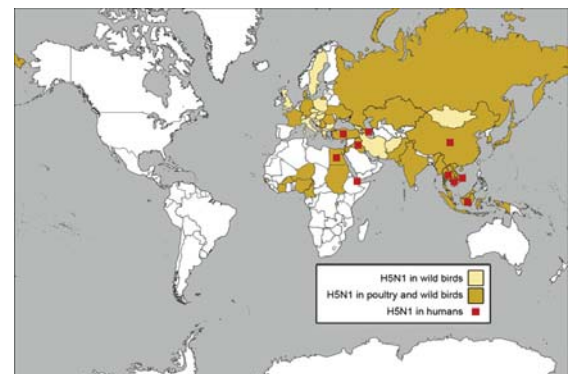 H5N1 in wild birds
H5N1 in poultry and wild birds
H5N1 in humans